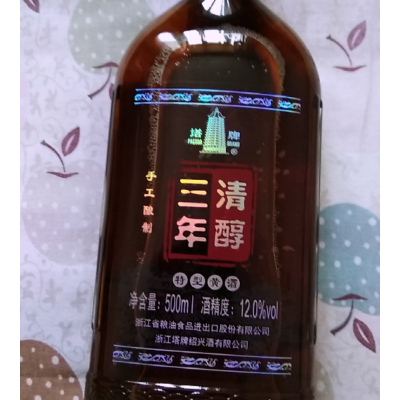 塔牌
PAGODA BRAND
®
手工酿制
清醇
三年
特型黄酒
净含量：500ml 酒精度：12.0%vol
浙江省粮油食品进出口股份有限公司
浙江塔牌绍兴酒有限公司